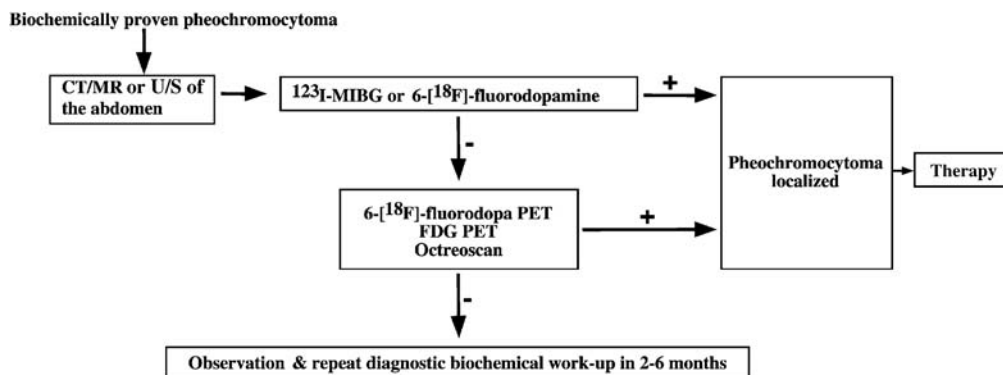 Biochemically proven pheochromocytoma
CT/MR or U/S of
the abdomen
123I-MIBG or 6-[18F]-fluorodopamine
+
-
Pheochromocytoma
localized
Therapy
6-[18F]-fluorodopa PET
FDG PET
Octreoscan
+
-
Observation & repeat diagnostic biochemical work-up in 2-6 months